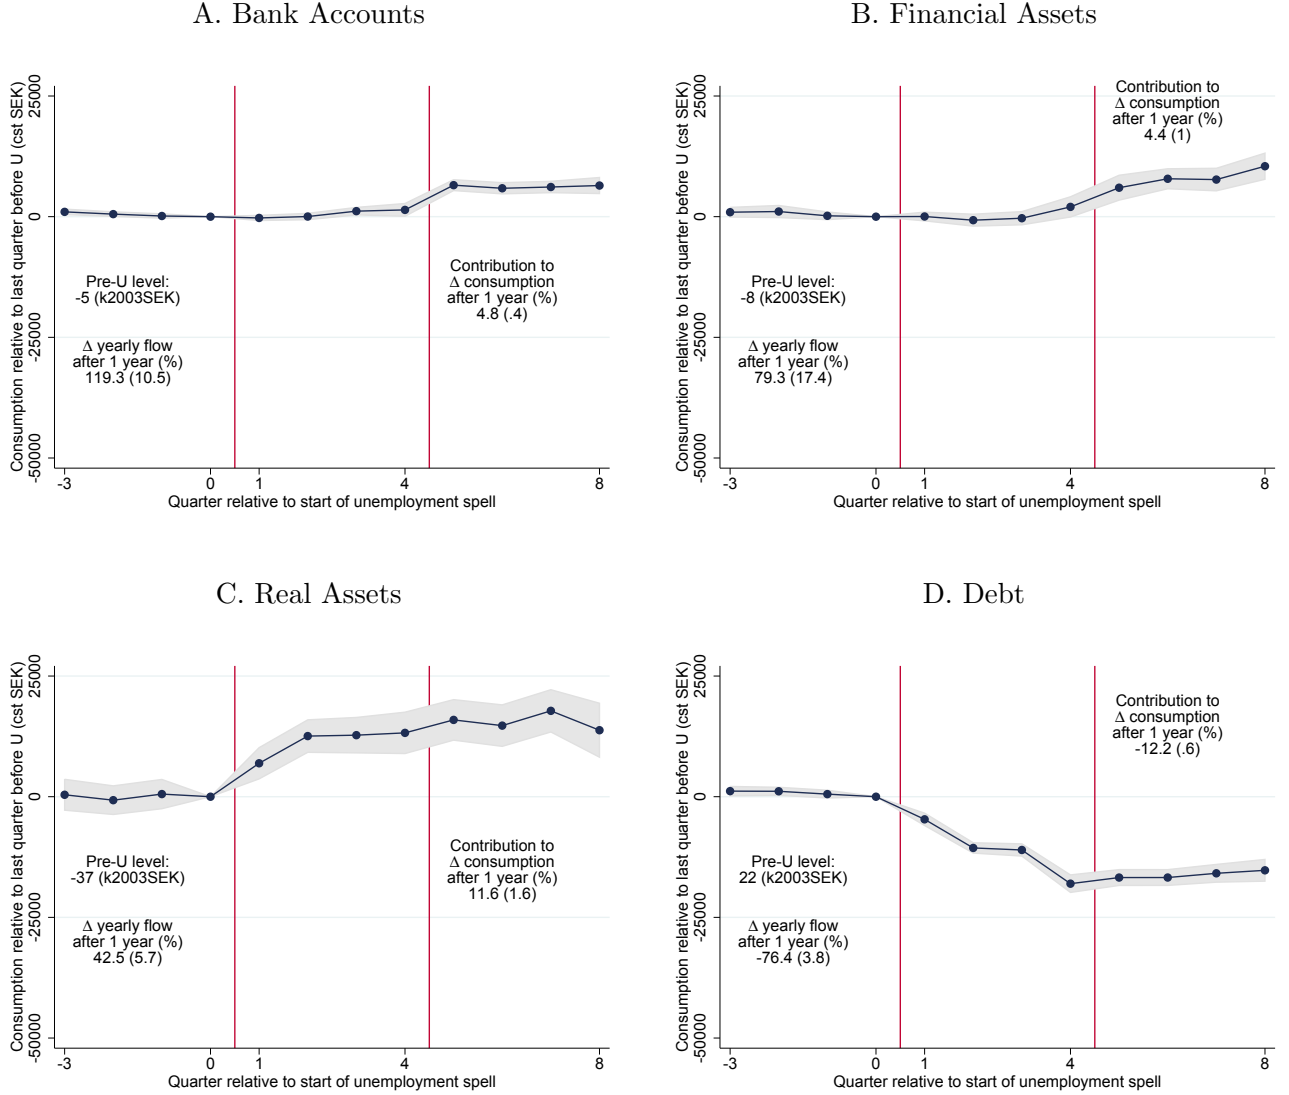 A. Bank Accounts
Consumption relative to last quarter before U (cst SEK)
25000
0
-25000
-50000
Pre-U level:
-5 (k2003SEK)
Δ yearly flow
after 1 year (%)
119.3 (10.5)
Contribution to
Δ consumption
after 1 year (%)
4.8 (.4)
-3 0 1 4 8
Quarter relative to start of unemployment spell
B. Financial Assets
Consumption relative to last quarter before U (cst SEK)
25000
0
-25000
-50000
Contribution to
Δ consumption
after 1 year (%)
4.4 (1)
Pre-U level:
-8 (k2003SEK)
Δ yearly flow
after 1 year (%)
79.3 (17.4)
-3 0 1 4 8
Quarter relative to start of unemployment spell
C. Real Assets
Consumption relative to last quarter before U (cst SEK)
25000
0
-25000
-50000
Pre-U level:
-37 (k2003SEK)
Δ yearly flow
after 1 year (%)
42.5 (5.7)
Contribution to
Δ consumption
after 1 year (%)
11.6 (1.6)
-3 0 1 4 8
Quarter relative to start of unemployment spell
D. Debt
Consumption relative to last quarter before U (cst SEK)
25000
0
-25000
-50000
Contribution to
Δ consumption
after 1 year (%)
-12.2 (.6)
Pre-U level:
22 (k2003SEK)
Δ yearly flow
after 1 year (%)
-76.4 (3.8)
-3 0 1 4 8
Quarter relative to start of unemployment spell